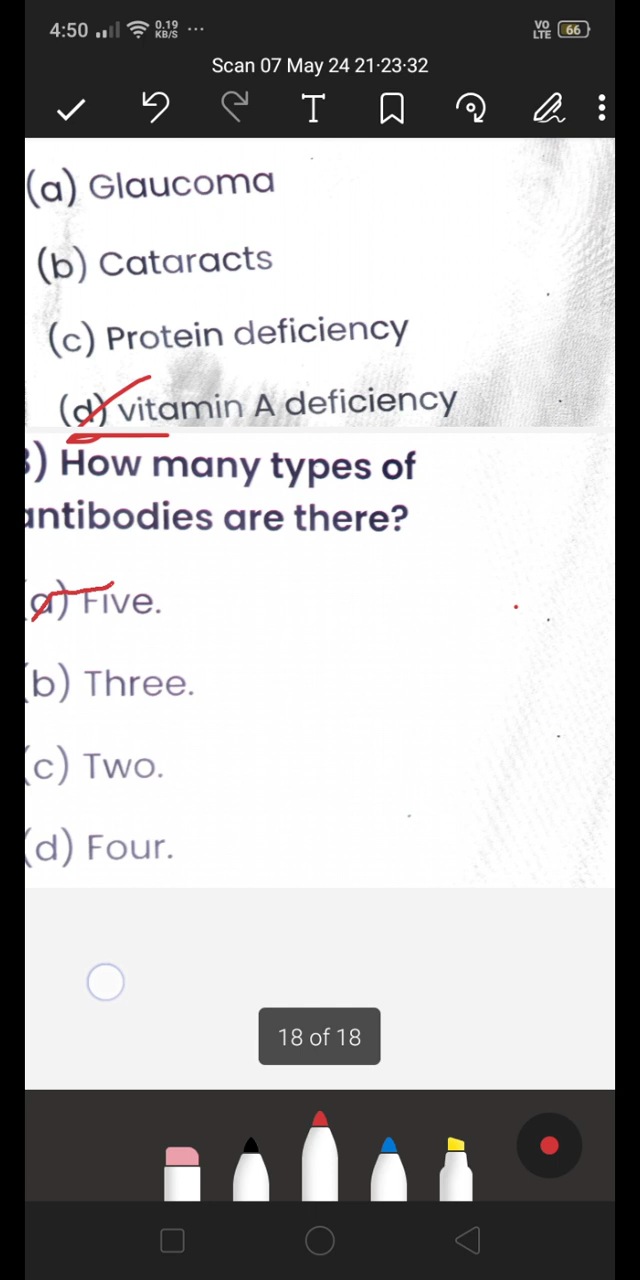 4:50
0.19
KB/S
VO
LTE
66
Scan 07 May 24 21·23·32
T
(a) Glaucoma
(b) Cataracts
(c) Protein deficiency
(d) vitamin A deficiency
) How many types of
antibodies are there?
(a) Five.
(b) Three.
(c) Two.
(d) Four.
18 of 18